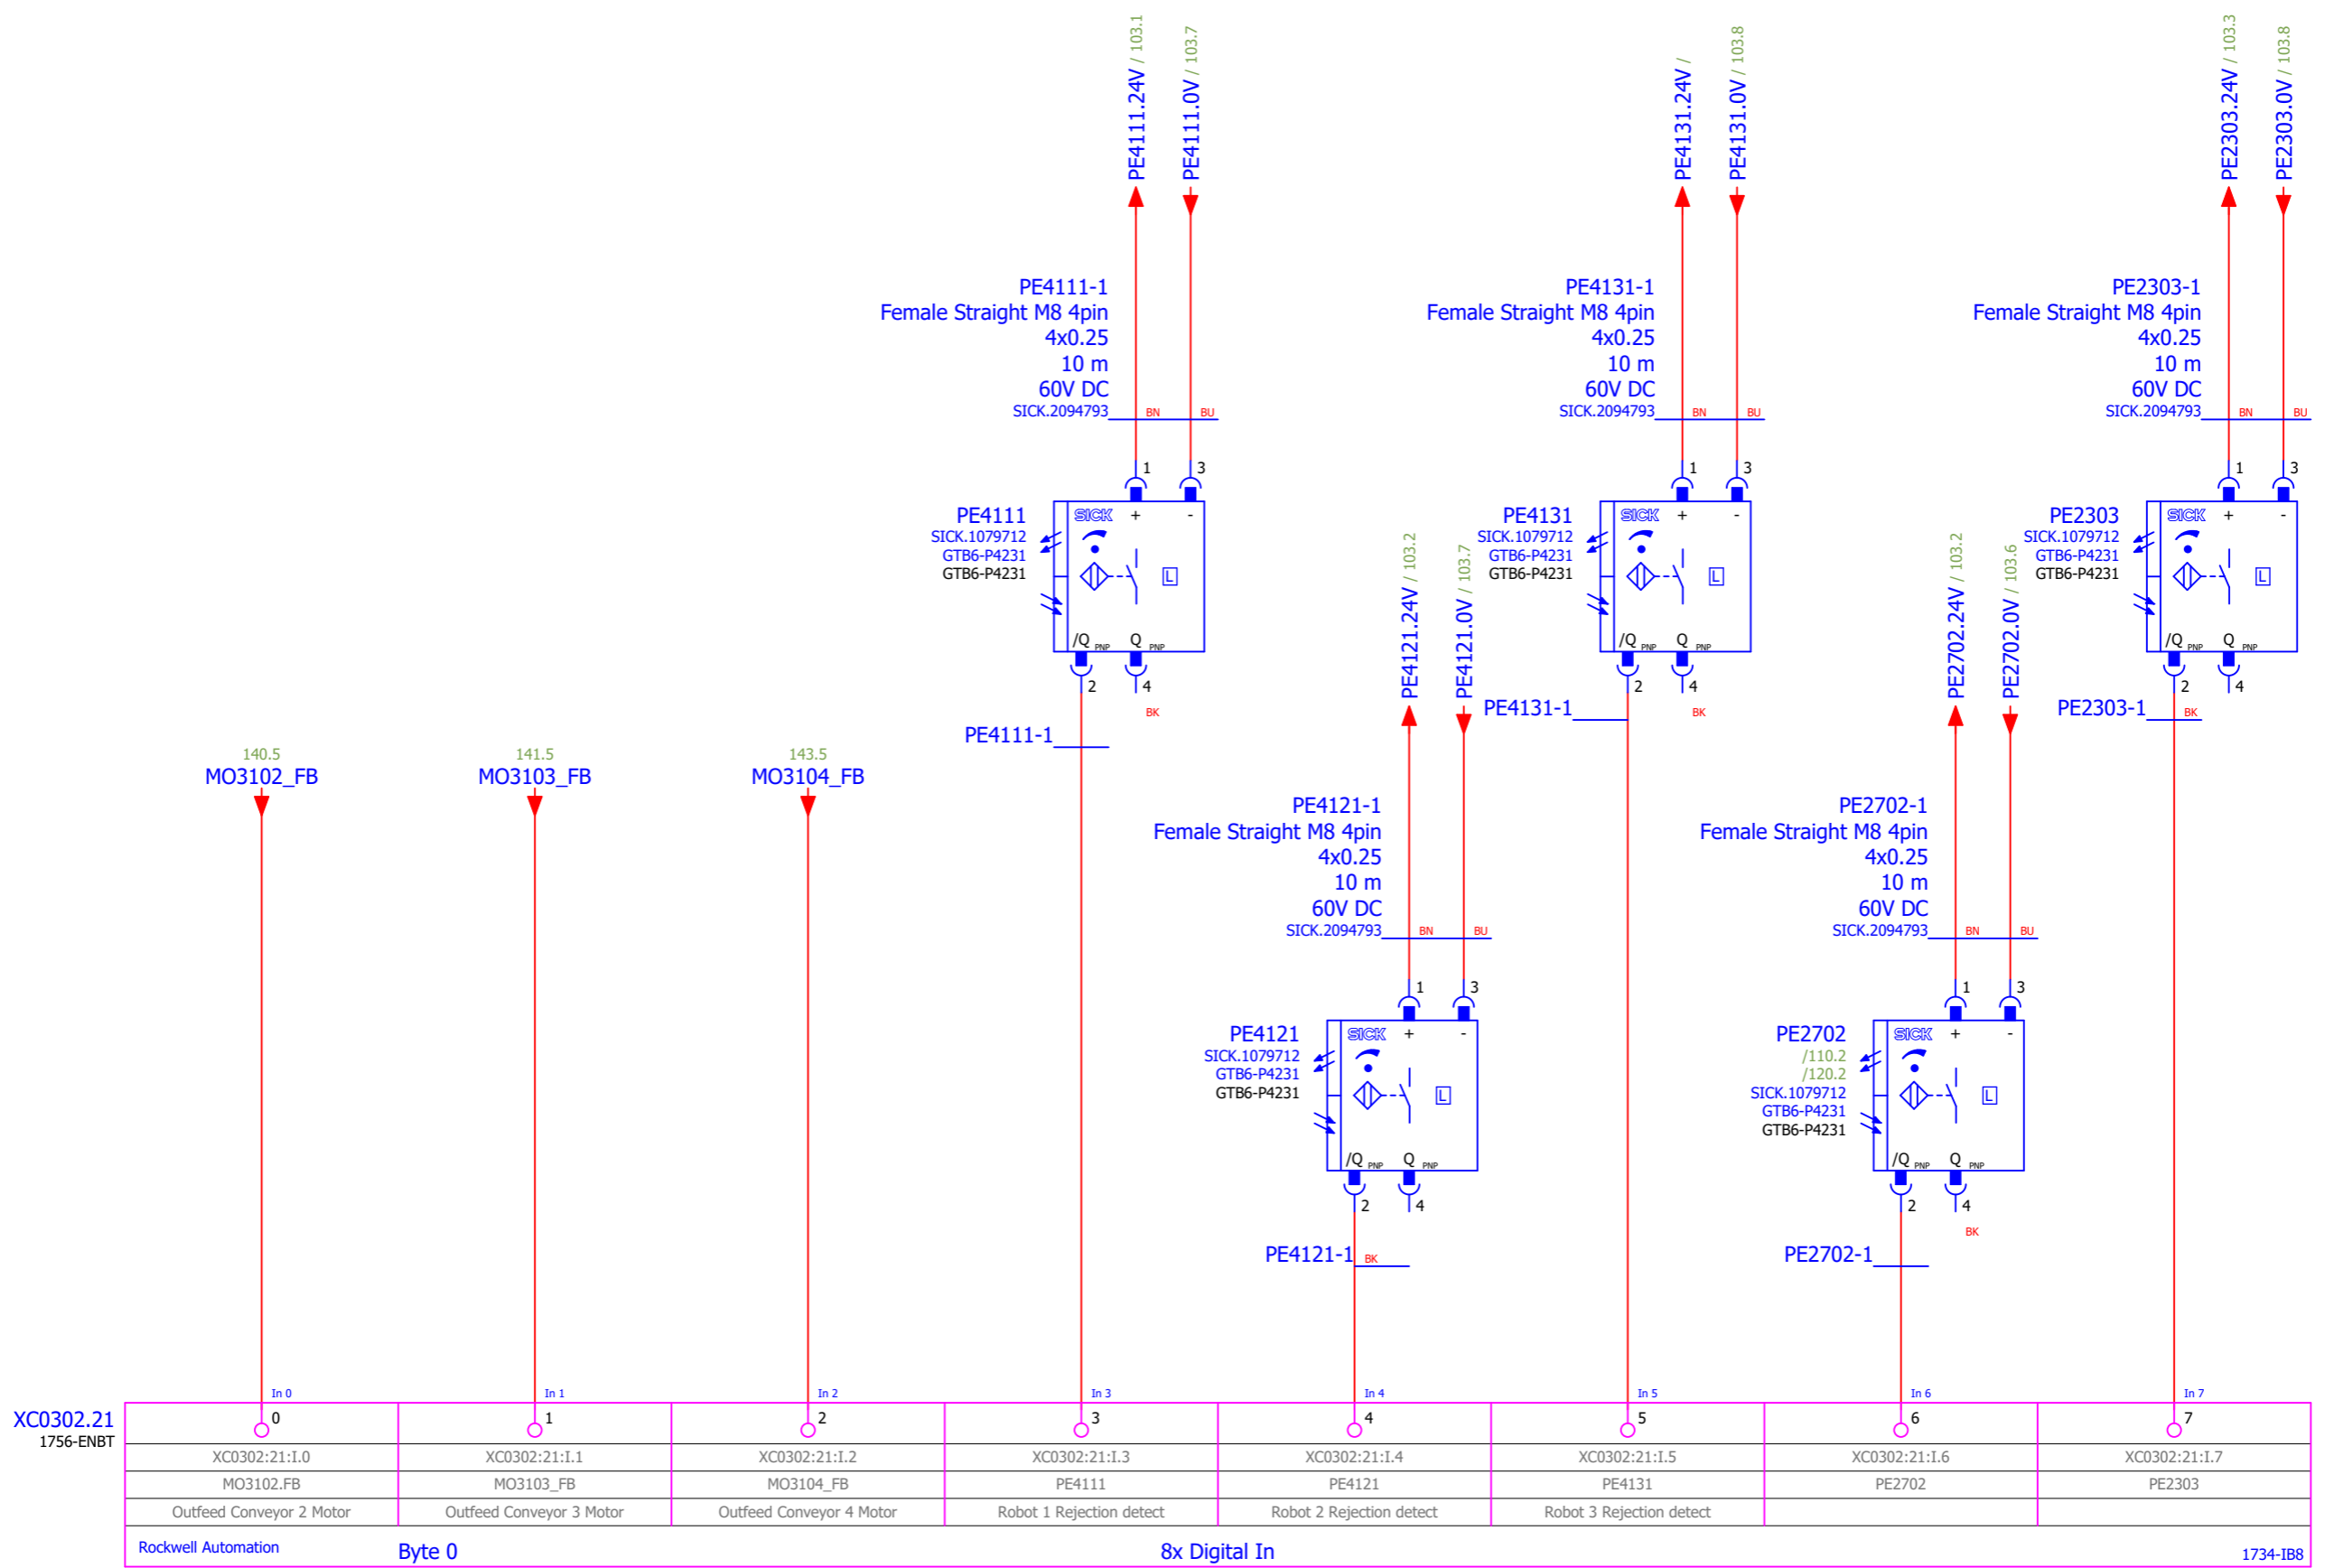 PE4111.24V / 103.1
PE4111.0V / 103.7
PE4131.24V /
PE4131.0V / 103.8
PE2303.24V / 103.3
PE2303.0V / 103.8
PE4111-1
Female Straight M8 4pin
4x0.25
10 m
60V DC
SICK.2094793 BN BU
PE4131-1
Female Straight M8 4pin
4x0.25
10 m
60V DC
SICK.2094793 BN BU
PE2303-1
Female Straight M8 4pin
4x0.25
10 m
60V DC
SICK.2094793 BN BU
1 3
PE4111
SICK.1079712
GTB6-P4231
GTB6-P4231
SICK + -
L
/Q PNP Q PNP
2 4
BK
PE4111-1
1 3
PE4131
SICK.1079712
GTB6-P4231
GTB6-P4231
SICK + -
L
/Q PNP Q PNP
2 4
BK
PE4131-1
1 3
PE2303
SICK.1079712
GTB6-P4231
GTB6-P4231
SICK + -
L
/Q PNP Q PNP
2 4
PE2303-1 BK
PE4121.24V / 103.2
PE4121.0V / 103.7
PE2702.24V / 103.2
PE2702.0V / 103.6
140.5
MO3102_FB
141.5
MO3103_FB
143.5
MO3104_FB
PE4121-1
Female Straight M8 4pin
4x0.25
10 m
60V DC
SICK.2094793 BN BU
PE2702-1
Female Straight M8 4pin
4x0.25
10 m
60V DC
SICK.2094793 BN BU
1 3
PE4121
SICK.1079712
GTB6-P4231
GTB6-P4231
SICK + -
L
/Q PNP Q PNP
2 4
PE4121-1 BK
1 3
PE2702
/110.2
/120.2
SICK.1079712
GTB6-P4231
GTB6-P4231
SICK + -
L
/Q PNP Q PNP
2 4
BK
PE2702-1
In 0 In 1 In 2 In 3 In 4 In 5 In 6 In 7
XC0302.21 0 1 2 3 4 5 6 7
1756-ENBT
XC0302:21:I.0 XC0302:21:I.1 XC0302:21:I.2 XC0302:21:I.3 XC0302:21:I.4 XC0302:21:I.5 XC0302:21:I.6 XC0302:21:I.7
MO3102.FB MO3103_FB MO3104_FB PE4111 PE4121 PE4131 PE2702 PE2303
Outfeed Conveyor 2 Motor Outfeed Conveyor 3 Motor Outfeed Conveyor 4 Motor Robot 1 Rejection detect Robot 2 Rejection detect Robot 3 Rejection detect
Rockwell Automation Byte 0 8x Digital In 1734-IB8